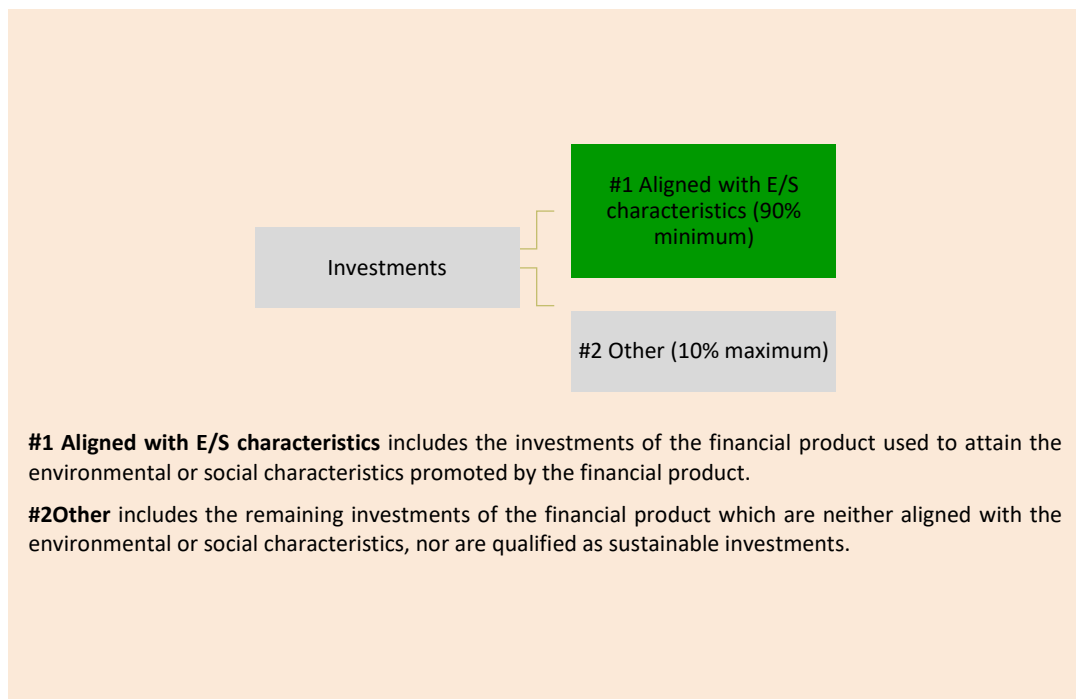 #1 Aligned with E/S
characteristics (90%
minimum)
Investments
#2 Other (10% maximum)
#1 Aligned with E/S characteristics includes the investments of the financial product used to attain the
environmental or social characteristics promoted by the financial product.
#2Other includes the remaining investments of the financial product which are neither aligned with the
environmental or social characteristics, nor are qualified as sustainable investments.